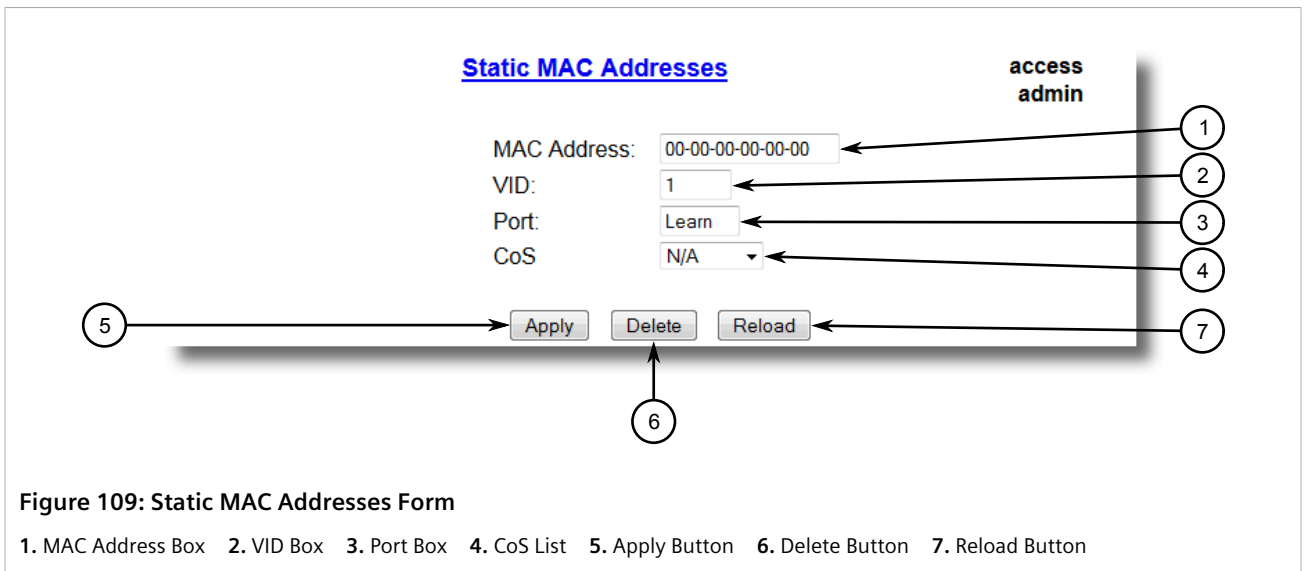 Static MAC Addresses
access
admin
MAC Address: 00-00-00-00-00-00
1
VID: 1
2
Port: Learn
3
CoS N/A
4
5
Apply Delete Reload
7
6
Figure 109: Static MAC Addresses Form
1. MAC Address Box 2. VID Box 3. Port Box 4. CoS List 5. Apply Button 6. Delete Button 7. Reload Button